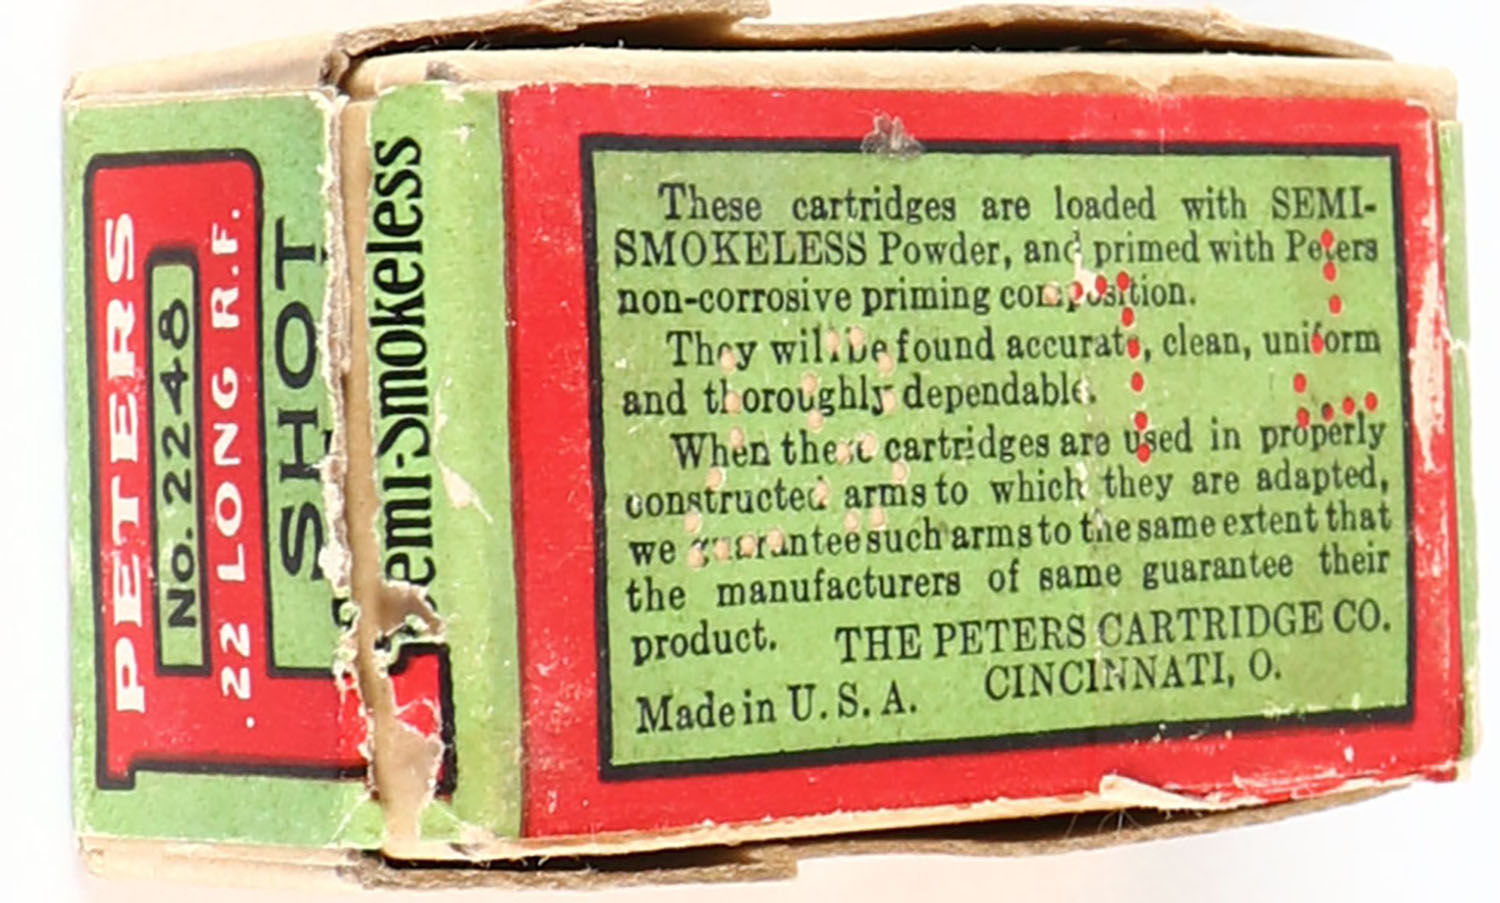 PETERS
No. 2248
.22 LONG R.F.
SHOT
Semi-Smokeless
These cartridges are loaded with SEMI-
SMOKELESS Powder, and primed with Peters
non-corrosive priming composition.
They will be found accurate, clean, uniform
and thoroughly dependable.
When these cartridges are used in properly
constructed arms to which they are adapted,
we guarantee such arms to the same extent that
the manufacturers of same guarantee their
product. THE PETERS CARTRIDGE CO.
Made in U. S. A. CINCINNATI, O.